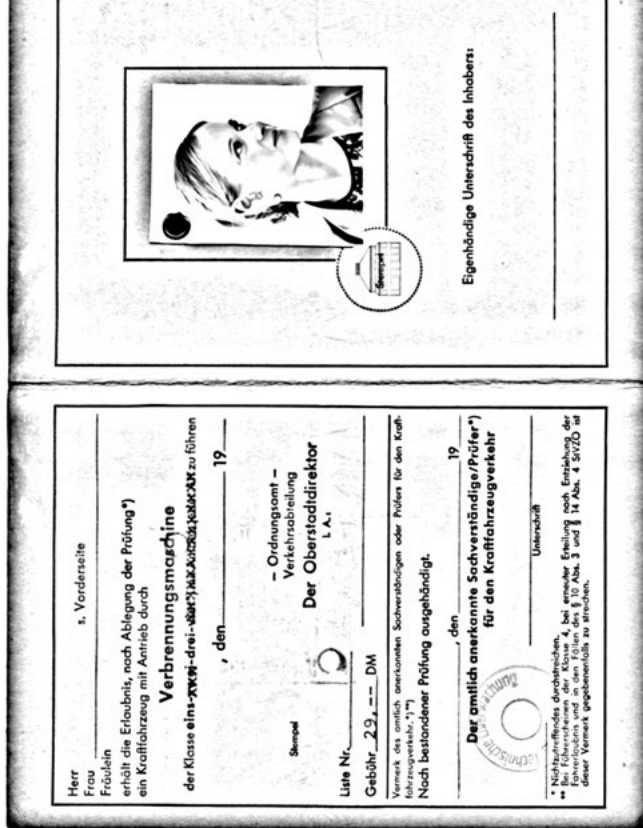 Eigenhändige Unterschrift des Inhabers:
Stempel
Herr
Frau
Fräulein
s. Vorderseite
erhält die Erlaubnis, nach Ablegung der Prüfung*)
ein Kraftfahrzeug mit Antrieb durch
Verbrennungsmaschine
der Klasse eins- -drei- zu führen
, den 19
– Ordnungsamt –
Verkehrsabteilung
Der Oberstadtdirektor
I. A.:
Stempel
Liste Nr.
Gebühr 29,-- DM
Vermerk des amtlich anerkannten Sachverständigen oder Prüfers für den Kraft-
fahrzeugverkehr.*)**)
Nach bestandener Prüfung ausgehändigt.
, den 19
Der amtlich anerkannte Sachverständige/Prüfer*)
für den Kraftfahrzeugverkehr
Technische
Unterschrift
* Nichtzutreffendes durchstreichen.
** Bei Führerscheinen der Klasse 4, bei erneuter Erteilung nach Entziehung der
Fahrerlaubnis und in den Fällen des § 10 Abs. 3 und § 14 Abs. 4 StVZO ist
dieser Vermerk gegebenenfalls zu streichen.